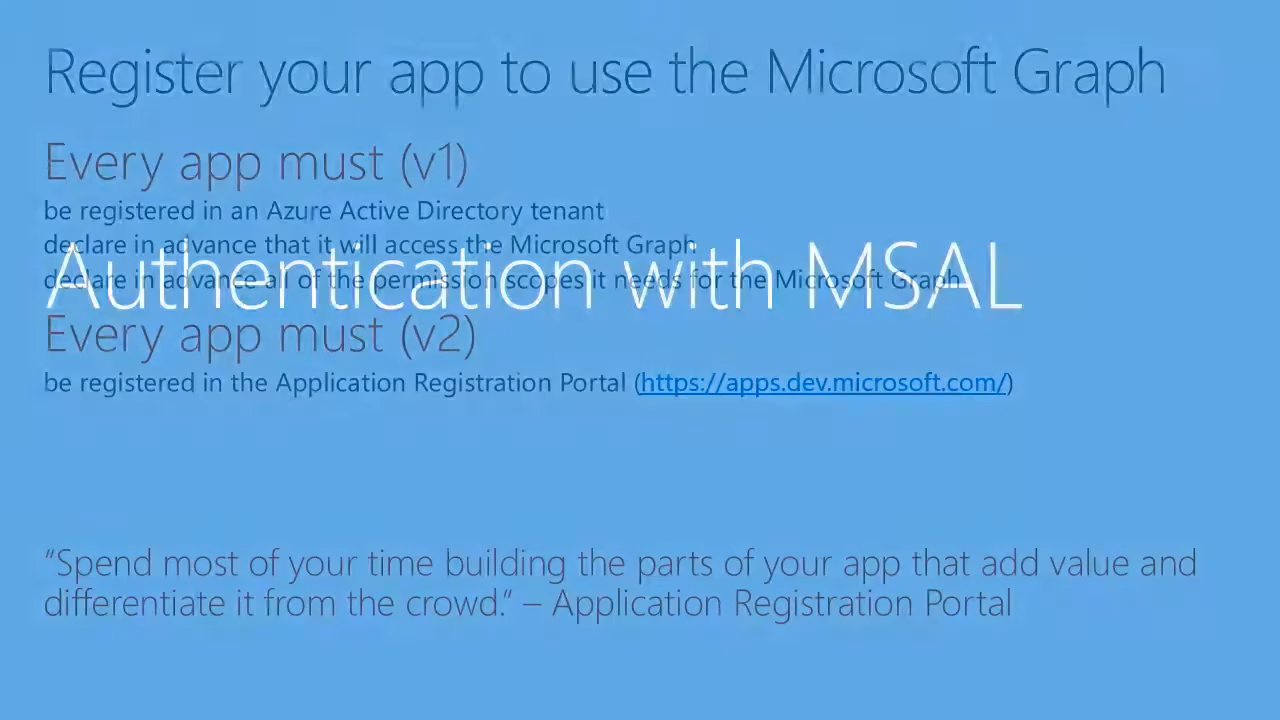 Register your app to use the Microsoft Graph
Every app must (v1)
be registered in an Azure Active Directory tenant
declare in advance that it will access the Microsoft Graph
Authentication with MSAL
declare in advance all of the permission scopes it needs for the Microsoft Graph
Every app must (v2)
be registered in the Application Registration Portal (https://apps.dev.microsoft.com/)
“Spend most of your time building the parts of your app that add value and
differentiate it from the crowd.” – Application Registration Portal